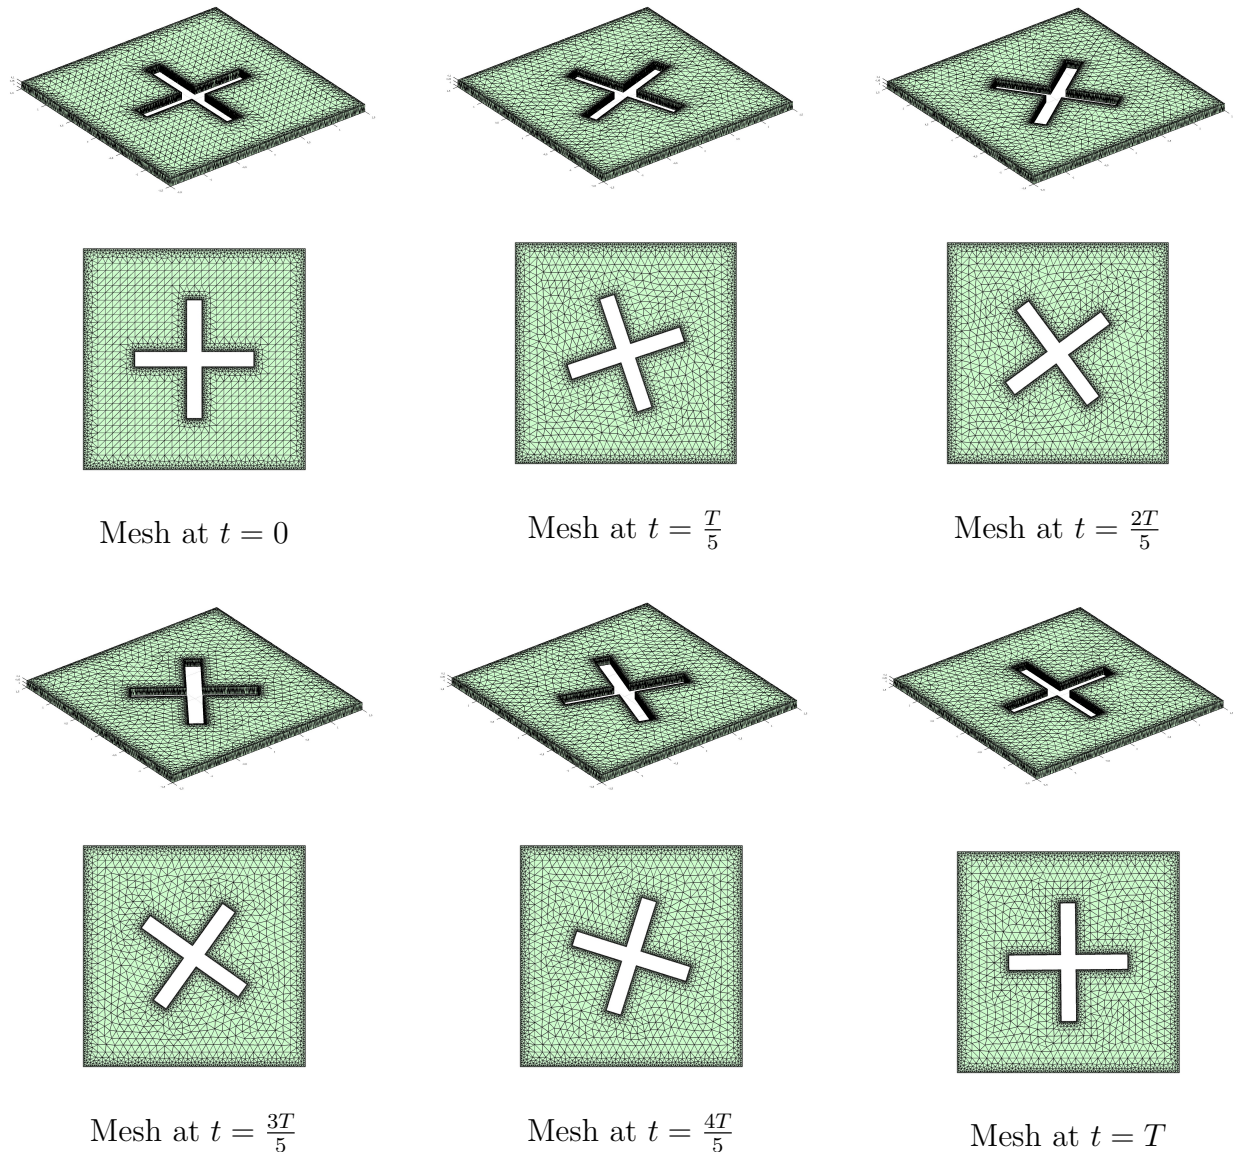 Mesh at t = 0
Mesh at t = T/5
Mesh at t = 2T/5
Mesh at t = 3T/5
Mesh at t = 4T/5
Mesh at t = T